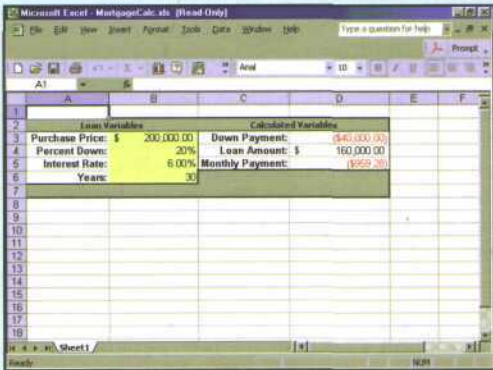 Microsoft Excel - MortgageCalc.xls [Read-Only]
File Edit View Insert Format Tools Data Window Help Type a question for help
Prompt
Arial 10 B I U
A1 fx
A B C D E F
1
2 Loan Variables Calculated Variables
3 Purchase Price: $ 200,000.00 Down Payment: ($40,000.00)
4 Percent Down: 20% Loan Amount: $ 160,000.00
5 Interest Rate: 6.00% Monthly Payment: ($959.28)
6 Years: 30
7
8
9
10
11
12
13
14
15
16
17
18
Sheet1
Ready NUM